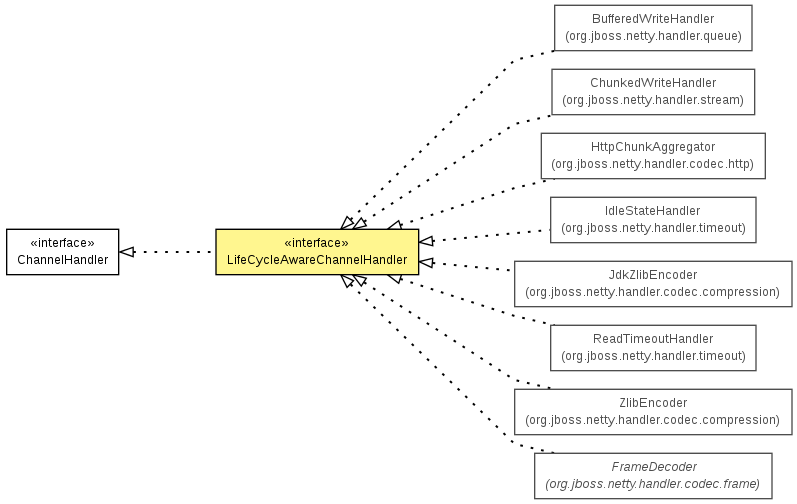 «interface»
ChannelHandler
«interface»
LifeCycleAwareChannelHandler
BufferedWriteHandler
(org.jboss.netty.handler.queue)
ChunkedWriteHandler
(org.jboss.netty.handler.stream)
HttpChunkAggregator
(org.jboss.netty.handler.codec.http)
IdleStateHandler
(org.jboss.netty.handler.timeout)
JdkZlibEncoder
(org.jboss.netty.handler.codec.compression)
ReadTimeoutHandler
(org.jboss.netty.handler.timeout)
ZlibEncoder
(org.jboss.netty.handler.codec.compression)
FrameDecoder
(org.jboss.netty.handler.codec.frame)